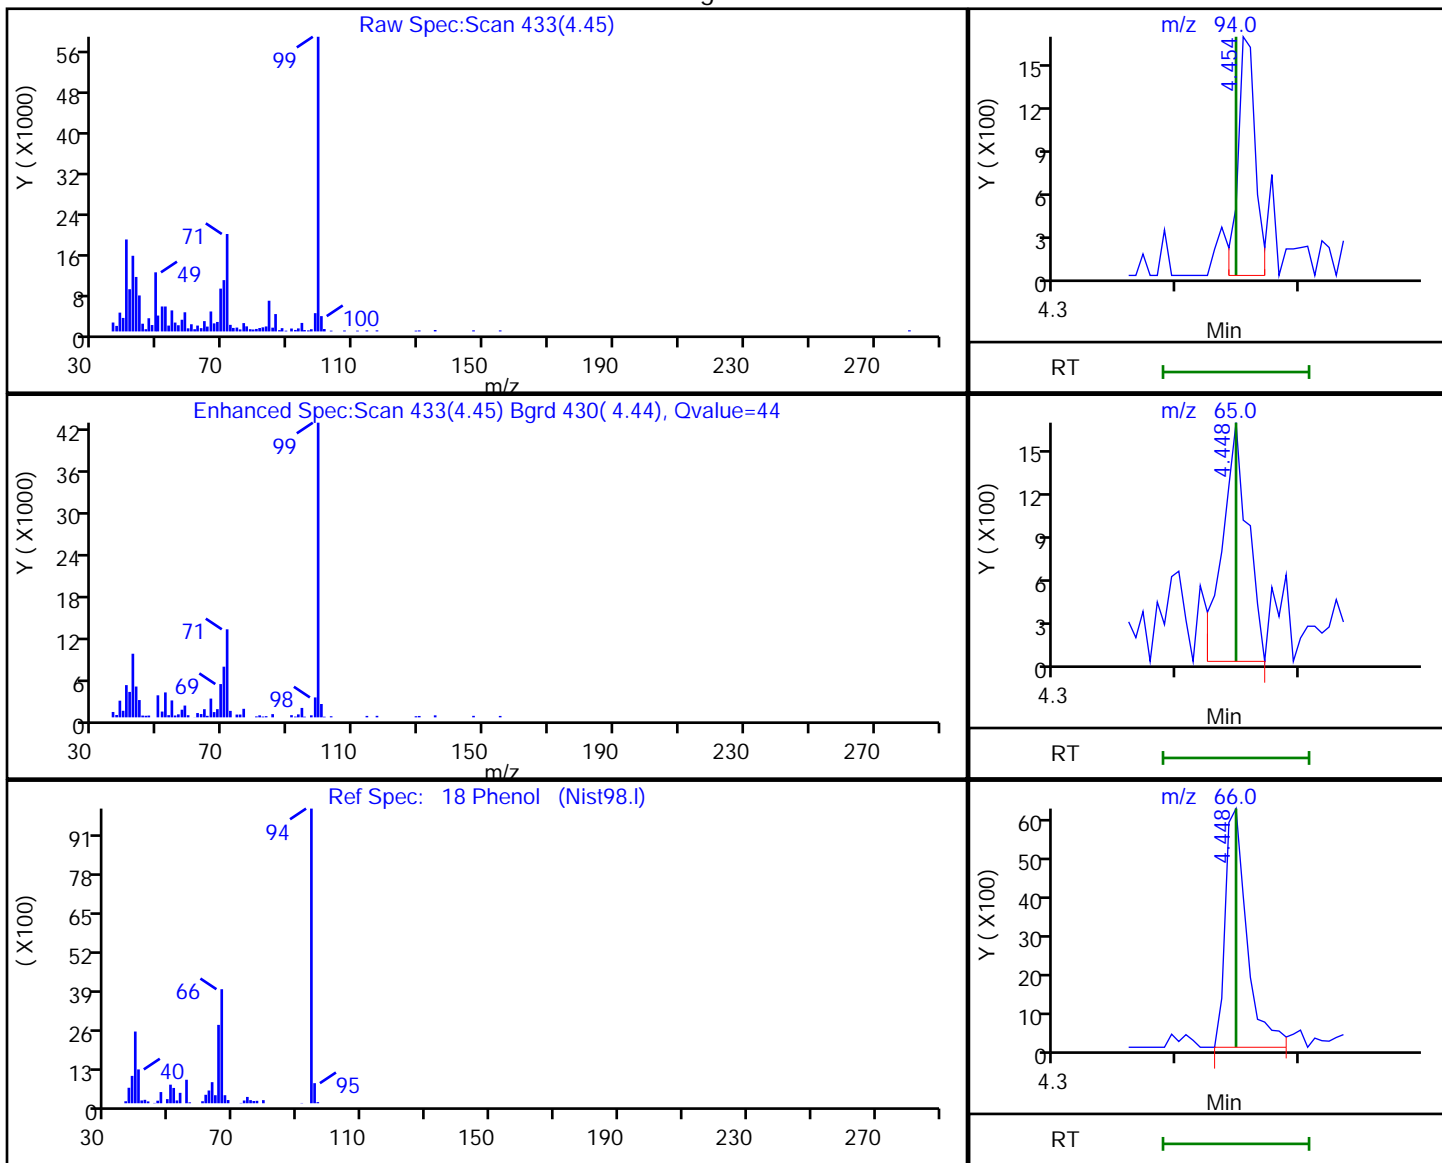 Raw Spec:Scan 433(4.45)
Y ( X1000)
56
48
40
32
24
16
8
0
99
71
49
100
30 70 110 150 190 230 270
m/z
m/z 94.0
Y ( X100)
15
12
9
6
3
0
4.454
4.3
Min
RT
Enhanced Spec:Scan 433(4.45) Bgrd 430( 4.44), Qvalue=44
Y ( X1000)
42
36
30
24
18
12
6
0
99
71
69
98
30 70 110 150 190 230 270
m/z
m/z 65.0
Y ( X100)
15
12
9
6
3
0
4.448
4.3
Min
RT
Ref Spec: 18 Phenol (Nist98.l)
( X100)
91
78
65
52
39
26
13
0
94
66
40
95
30 70 110 150 190 230 270
m/z 66.0
Y ( X100)
60
50
40
30
20
10
0
4.448
4.3
Min
RT